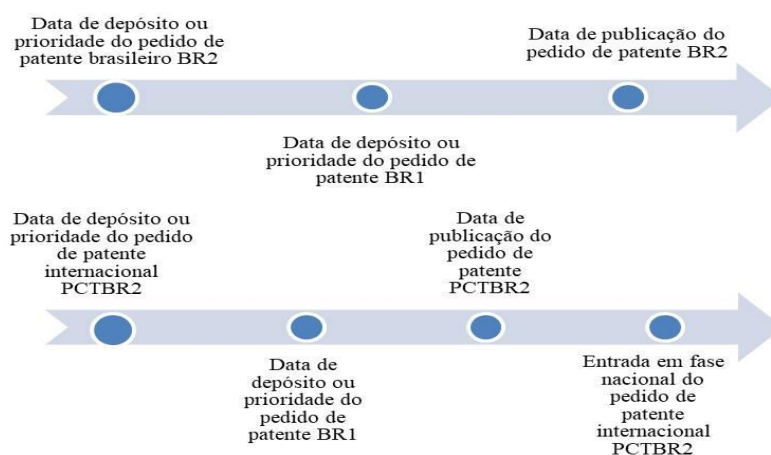 Data de depósito ou
prioridade do pedido de
patente brasileiro BR2
Data de publicação do
pedido de patente BR2
Data de depósito ou
prioridade do pedido de
patente BR1
Data de depósito ou
prioridade do pedido
de patente
internacional
PCTBR2
Data de
publicação do
pedido de
patente
PCTBR2
Data de
depósito ou
prioridade do
pedido de
patente BR1
Entrada em fase
nacional do
pedido de
patente
internacional
PCTBR2